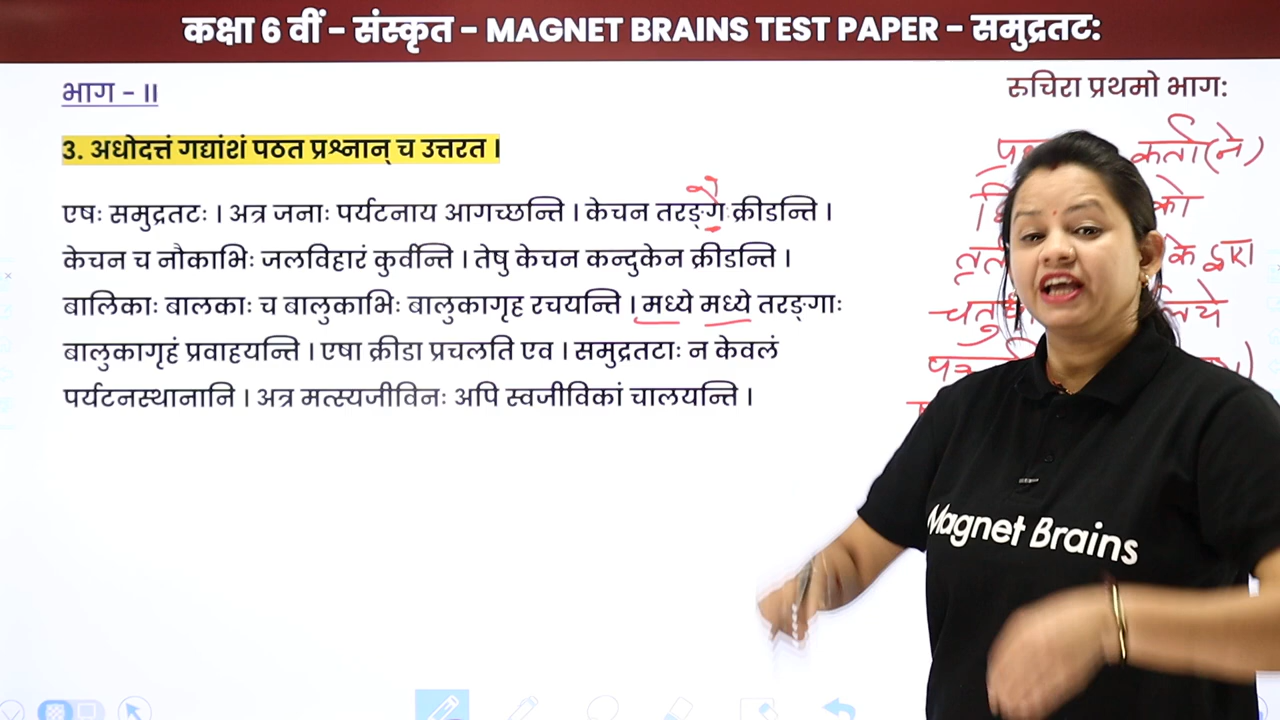 कक्षा 6 वीं - संस्कृत - MAGNET BRAINS TEST PAPER - समुद्रतट:
भाग - II
रुचिरा प्रथमो भाग:
3. अधोदत्तं गद्यांशं पठत प्रश्नान् च उत्तरत ।
एषः समुद्रतटः । अत्र जनाः पर्यटनाय आगच्छन्ति । केचन तरङ्गे क्रीडन्ति ।
केचन च नौकाभिः जलविहारं कुर्वन्ति । तेषु केचन कन्दुकेन क्रीडन्ति ।
बालिकाः बालकाः च बालुकाभिः बालुकागृह रचयन्ति । मध्ये मध्ये तरङ्गाः
बालुकागृहं प्रवाहयन्ति । एषा क्रीडा प्रचलति एव । समुद्रतटाः न केवलं
पर्यटनस्थानानि । अत्र मत्स्यजीविनः अपि स्वजीविकां चालयन्ति ।
कर्ता (ने)
को
के द्वारा
Magnet Brains